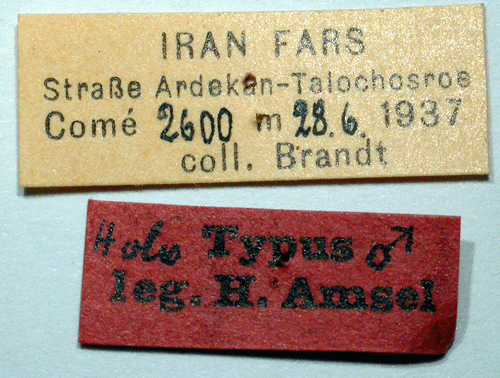 IRAN FARS
Straße Ardekan-Talochosroe
Comé 2600 m 28.6. 1937
coll. Brandt
Holo Typus ♂
leg. H. Amsel